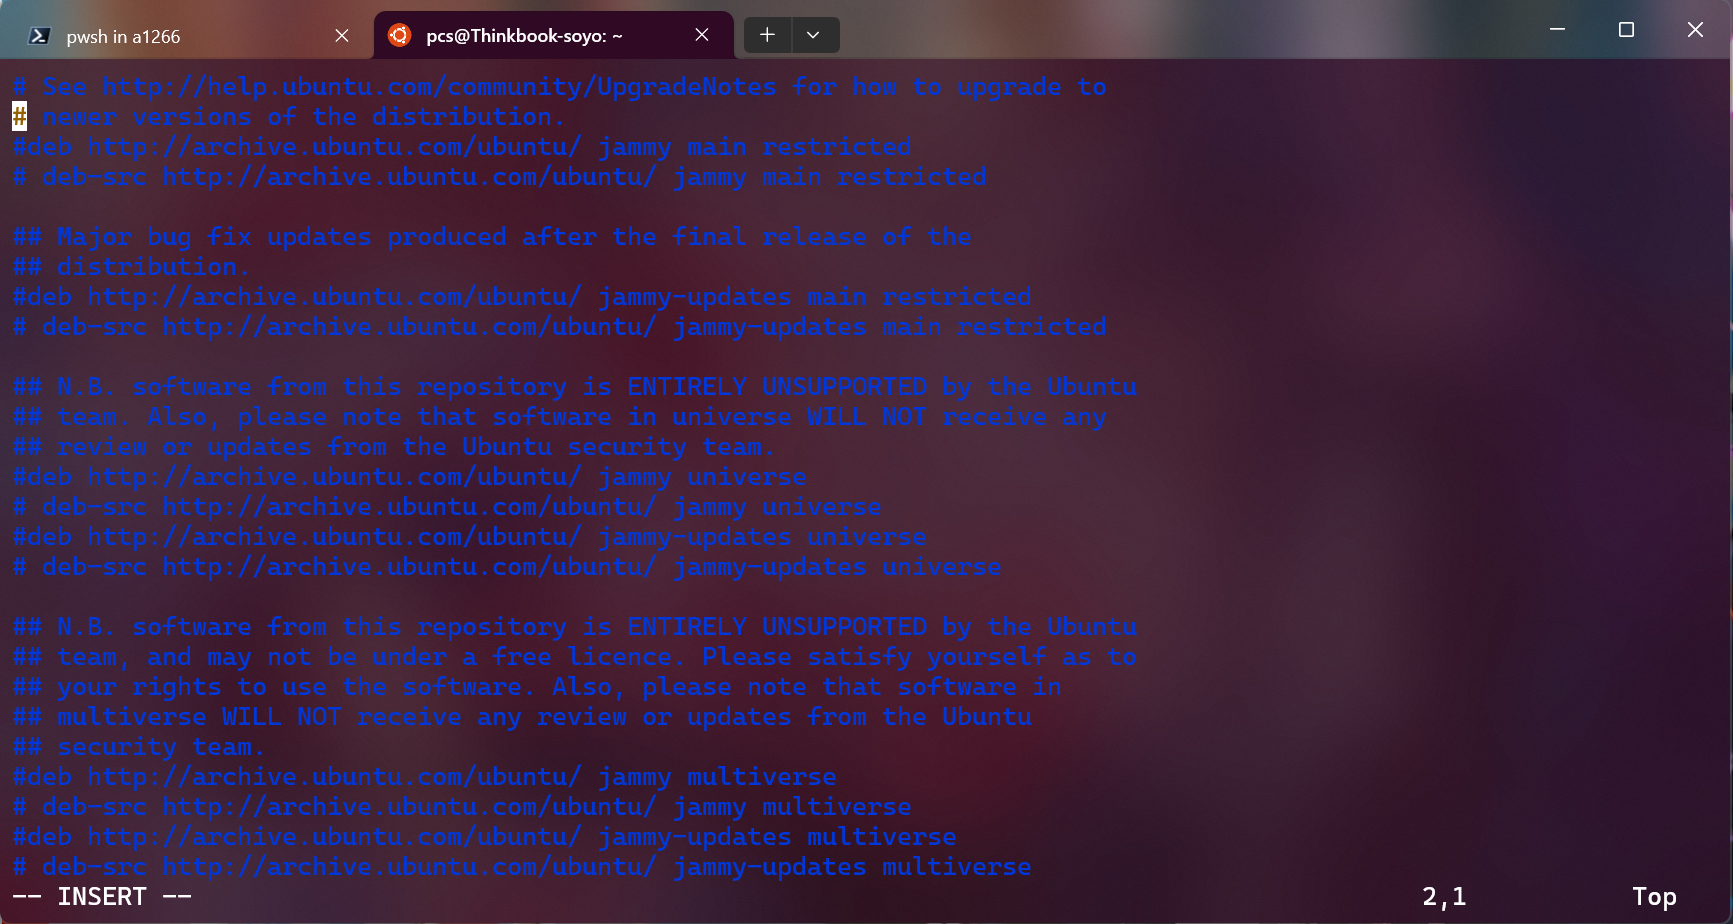 pwsh in a1266
pcs@Thinkbook-soyo: ~
# See http://help.ubuntu.com/community/UpgradeNotes for how to upgrade to
# newer versions of the distribution.
#deb http://archive.ubuntu.com/ubuntu/ jammy main restricted
# deb-src http://archive.ubuntu.com/ubuntu/ jammy main restricted
## Major bug fix updates produced after the final release of the
## distribution.
#deb http://archive.ubuntu.com/ubuntu/ jammy-updates main restricted
# deb-src http://archive.ubuntu.com/ubuntu/ jammy-updates main restricted
## N.B. software from this repository is ENTIRELY UNSUPPORTED by the Ubuntu
## team. Also, please note that software in universe WILL NOT receive any
## review or updates from the Ubuntu security team.
#deb http://archive.ubuntu.com/ubuntu/ jammy universe
# deb-src http://archive.ubuntu.com/ubuntu/ jammy universe
#deb http://archive.ubuntu.com/ubuntu/ jammy-updates universe
# deb-src http://archive.ubuntu.com/ubuntu/ jammy-updates universe
## N.B. software from this repository is ENTIRELY UNSUPPORTED by the Ubuntu
## team, and may not be under a free licence. Please satisfy yourself as to
## your rights to use the software. Also, please note that software in
## multiverse WILL NOT receive any review or updates from the Ubuntu
## security team.
#deb http://archive.ubuntu.com/ubuntu/ jammy multiverse
# deb-src http://archive.ubuntu.com/ubuntu/ jammy multiverse
#deb http://archive.ubuntu.com/ubuntu/ jammy-updates multiverse
# deb-src http://archive.ubuntu.com/ubuntu/ jammy-updates multiverse
-- INSERT -- 2,1 Top